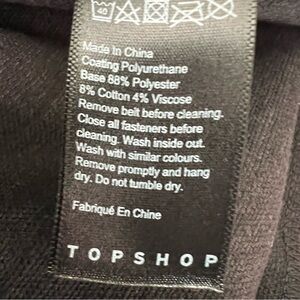 40
Made in China
Coating Polyurethane
Base 88% Polyester
8% Cotton 4% Viscose
Remove belt before cleaning.
Close all fasteners before
cleaning. Wash inside out.
Wash with similar colours.
Remove promptly and hang
dry. Do not tumble dry.
Fabriqué En Chine
TOPSHOP